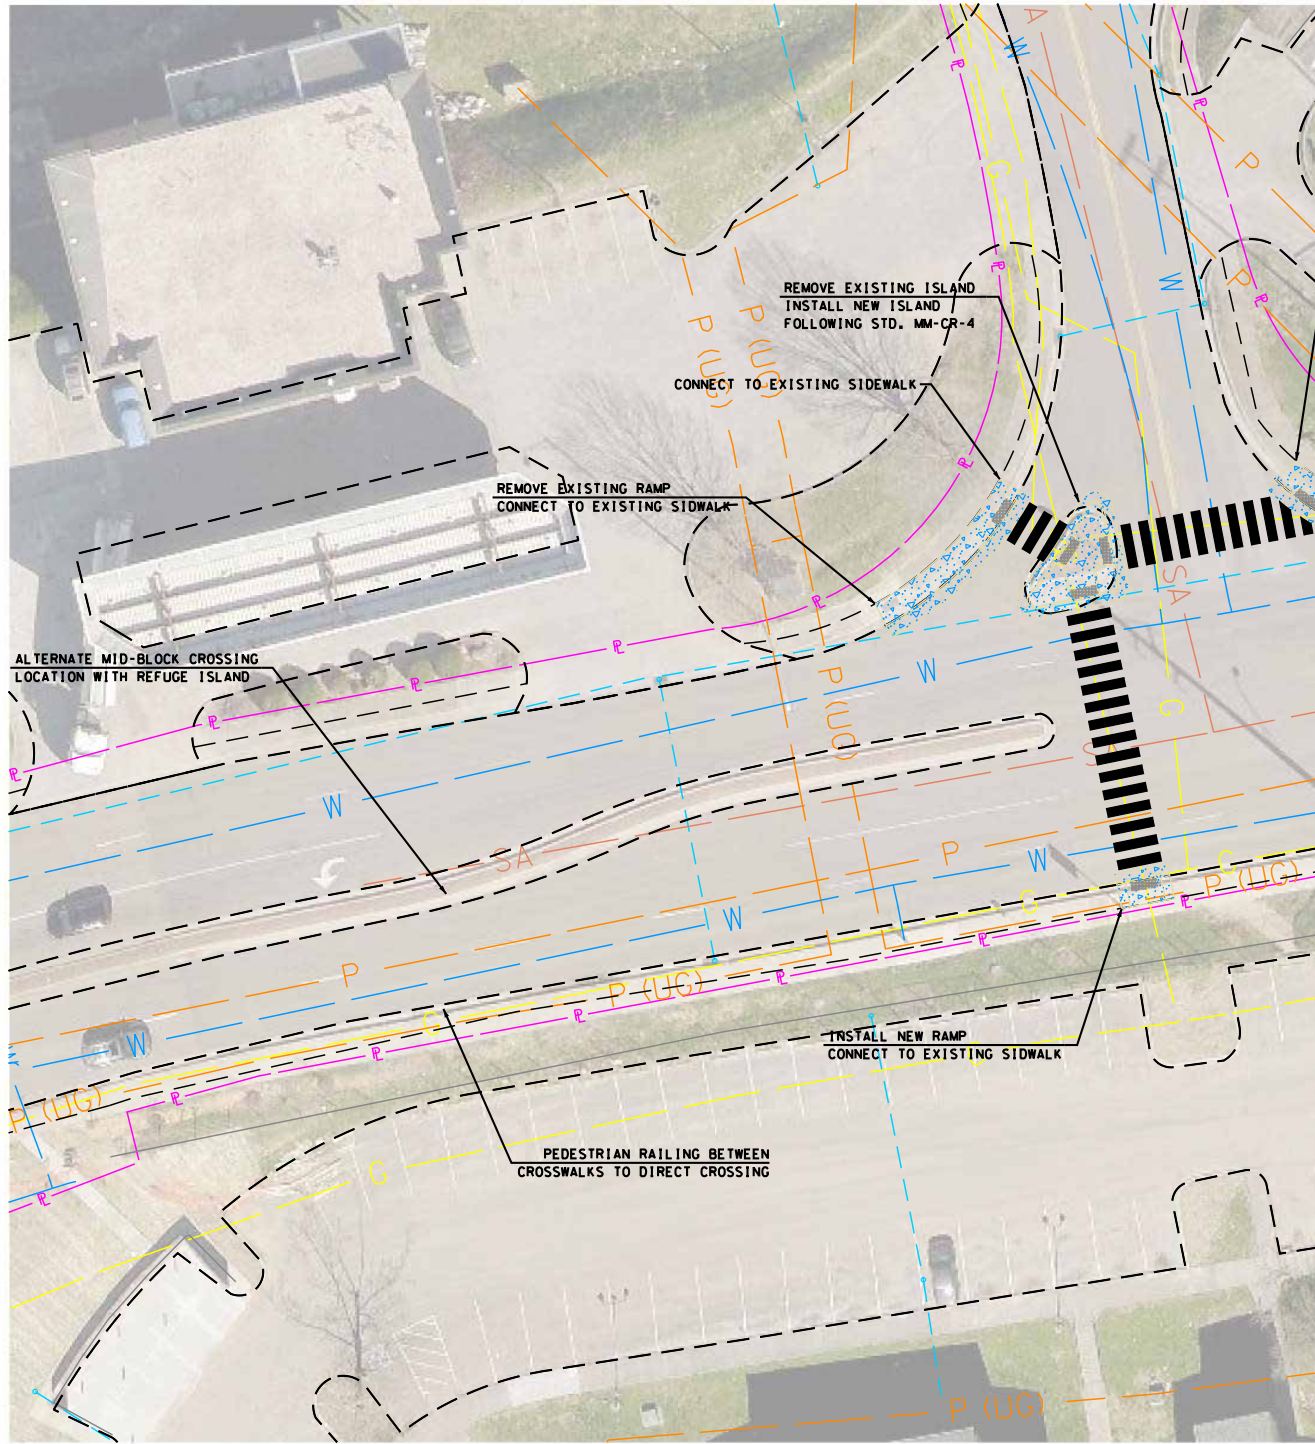 A
W
P
P
G
P
P
P
REMOVE EXISTING ISLAND
INSTALL NEW ISLAND
FOLLOWING STD. MM-CR-4
W
P
P
P (UG)
P (UG)
CONNECT TO EXISTING SIDEWALK
P
REMOVE EXISTING RAMP
CONNECT TO EXISTING SIDWALK
SA
P
P
ALTERNATE MID-BLOCK CROSSING
LOCATION WITH REFUGE ISLAND
W
P
P
P(UG)
G
S
P
W
SA
P
W
G
G
P (UG)
P
W
P
P
P
P (UG)
G
P
INSTALL NEW RAMP
CONNECT TO EXISTING SIDWALK
G
W
P
P (UG)
P
PEDESTRIAN RAILING BETWEEN
CROSSWALKS TO DIRECT CROSSING
G
P
P (UG)